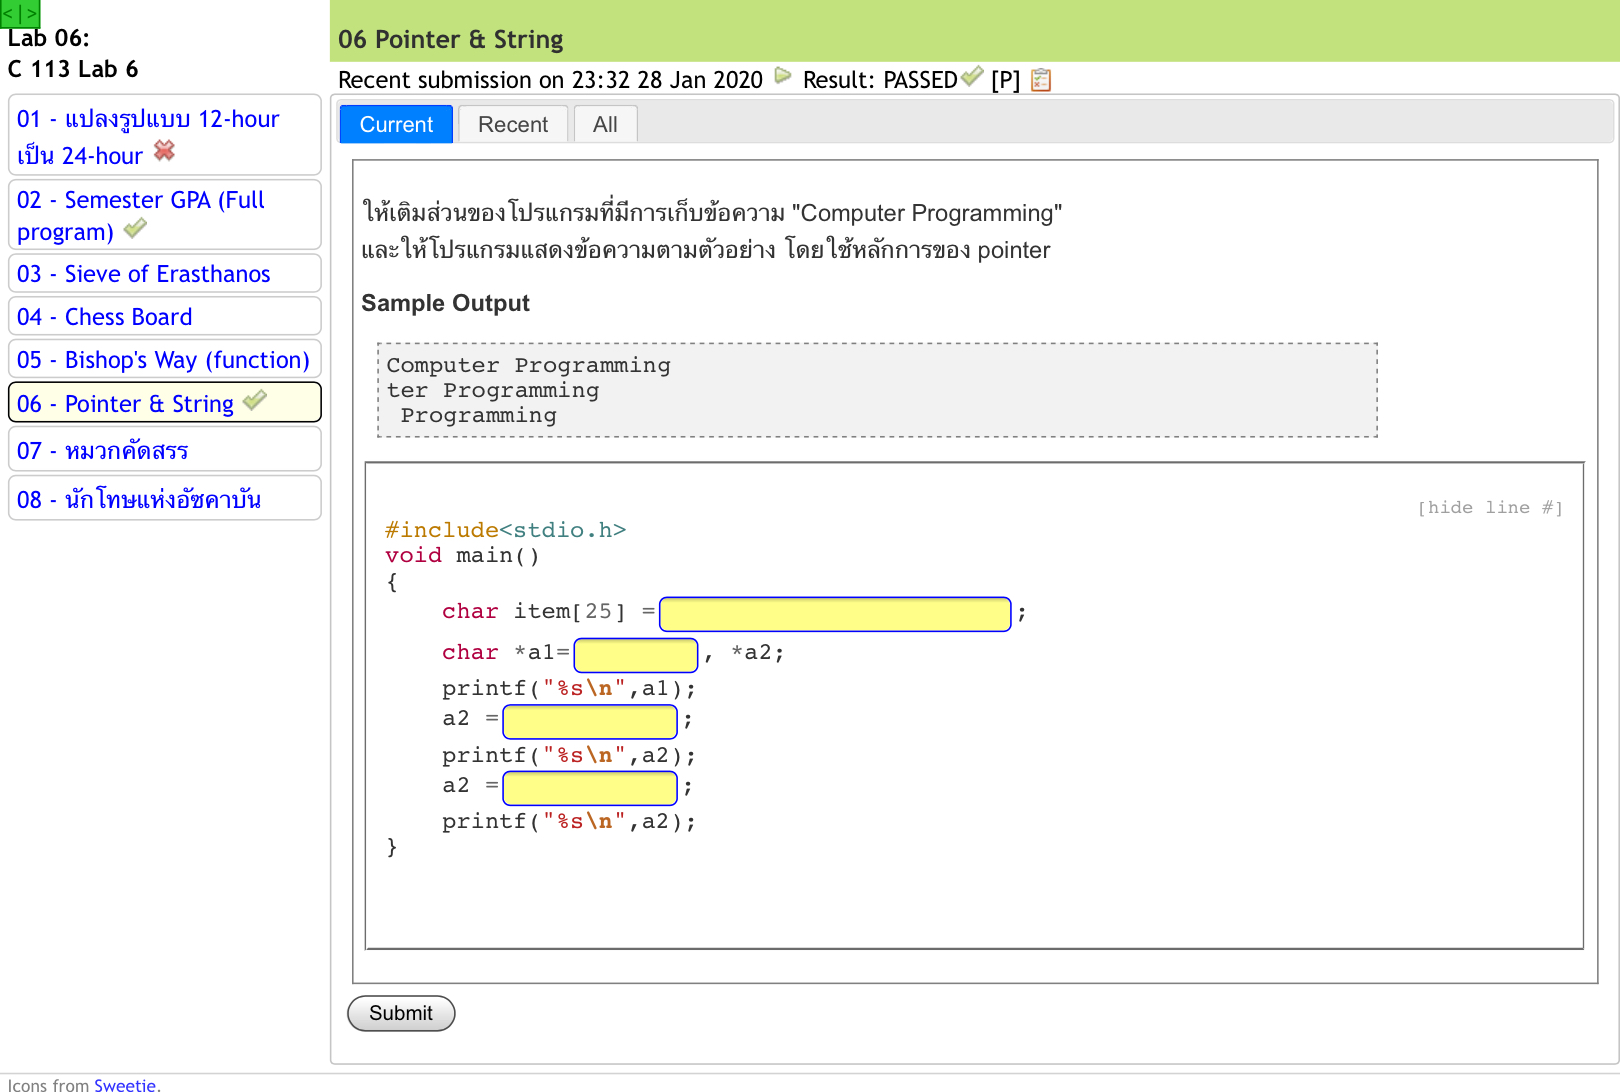 <|>
Lab 06:
C 113 Lab 6
01 - แปลงรูปแบบ 12-hour
เป็น 24-hour
02 - Semester GPA (Full
program)
03 - Sieve of Erasthanos
04 - Chess Board
05 - Bishop's Way (function)
06 - Pointer & String
07 - หมวกคัดสรร
08 - นักโทษแห่งอัซคาบัน
06 Pointer & String
Recent submission on 23:32 28 Jan 2020 Result: PASSED [P]
Current Recent All
ให้เติมส่วนของโปรแกรมที่มีการเก็บข้อความ "Computer Programming"
และให้โปรแกรมแสดงข้อความตามตัวอย่าง โดยใช้หลักการของ pointer
Sample Output
Computer Programming
ter Programming
 Programming
[hide line #]
#include<stdio.h>
void main()
{
    char item[25] = ;
    char *a1= , *a2;
    printf("%s\n",a1);
    a2 = ;
    printf("%s\n",a2);
    a2 = ;
    printf("%s\n",a2);
}
Submit
Icons from Sweetie.